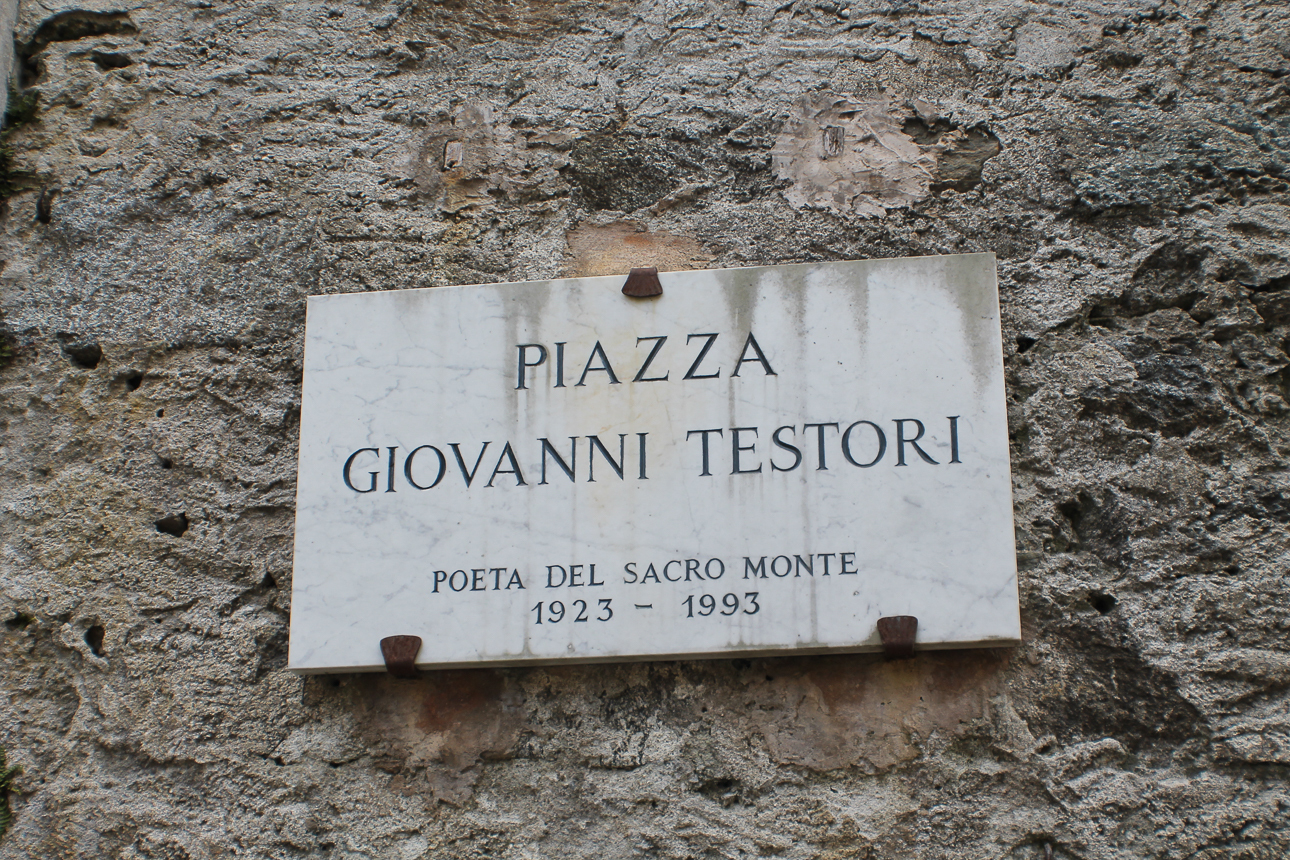 PIAZZA
GIOVANNI TESTORI
POETA DEL SACRO MONTE
1923 - 1993